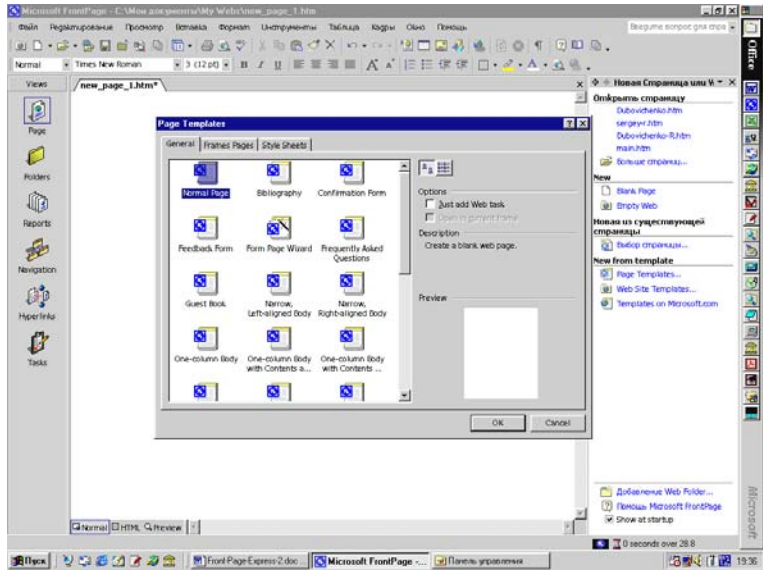 Microsoft FrontPage - C:\Мои документы\My Webs\new_page_1.htm
Файл Редактирование Просмотр Вставка Формат Инструменты Таблица Кадры Окно Помощь
Normal Times New Roman 3 (12 pt)
Views
new_page_1.htm*
Page
Folders
Reports
Navigation
Hyperlinks
Tasks
Page Templates
General Frames Pages Style Sheets
Normal Page
Bibliography
Confirmation Form
Feedback Form
Form Page Wizard
Frequently Asked
Questions
Guest Book
Narrow,
Left-aligned Body
Narrow,
Right-aligned Body
One-column Body
One-column Body
with Contents a...
One-column Body
with Contents ...
Options
Just add Web task
Open in current frame
Description
Create a blank web page.
Preview
OK Cancel
Новая Страница или W
Открыть страницу
Dubovichenko.htm
sergey-r.htm
Dubovichenko-R.htm
main.htm
Больше страниц...
New
Blank Page
Empty Web
Новая из существующей
страницы
Выбор страницы...
New from template
Page Templates...
Web Site Templates...
Templates on Microsoft.com
Добавление Web Folder...
Помощь Microsoft FrontPage
Show at startup
Office
Microsoft
Normal HTML Preview
0 seconds over 28.8
Пуск
Front-Page-Express-2.doc ...
Microsoft FrontPage -...
Панель управления
19:36